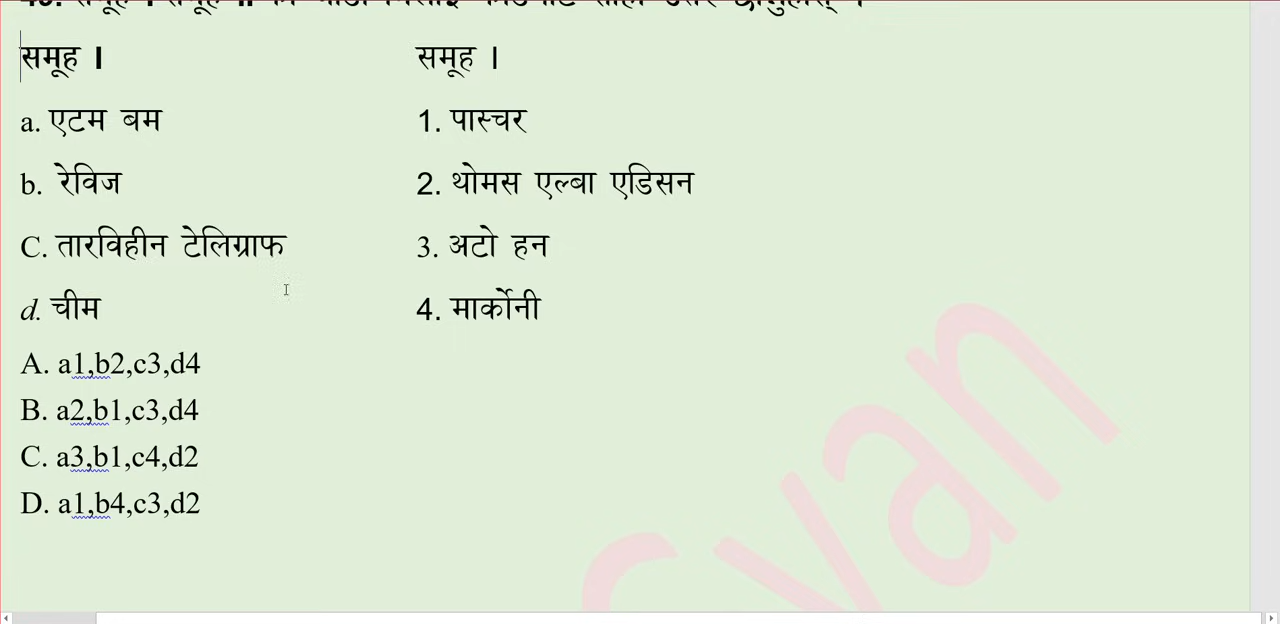 समूह I समूह I
a. एटम बम 1. पास्चर
b. रेविज 2. थोमस एल्बा एडिसन
C. तारविहीन टेलिग्राफ 3. अटो हन
d. चीम 4. मार्कोनी
A. a1,b2,c3,d4
B. a2,b1,c3,d4
C. a3,b1,c4,d2
D. a1,b4,c3,d2